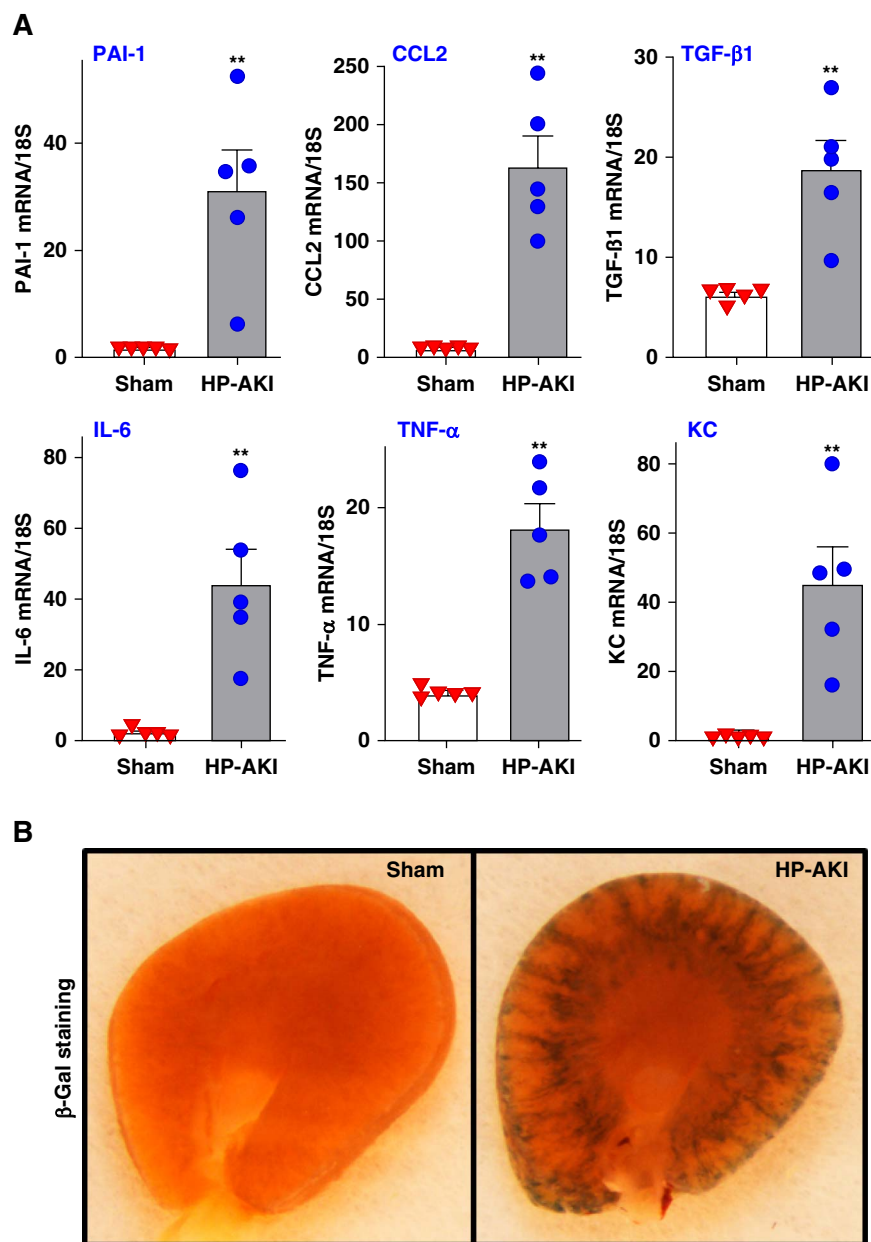 A
PAI-1
**
PAI-1 mRNA/18S
40
20
0
Sham
HP-AKI
CCL2
**
CCL2 mRNA/18S
250
200
150
100
50
0
Sham
HP-AKI
TGF-β1
**
TGF-ß1 mRNA/18S
30
20
10
0
Sham
HP-AKI
IL-6
**
IL-6 mRNA/18S
80
60
40
20
0
Sham
HP-AKI
TNF-α
**
TNF-α mRNA/18S
20
10
0
Sham
HP-AKI
KC
**
KC mRNA/18S
80
60
40
20
0
Sham
HP-AKI
B
β-Gal staining
Sham
HP-AKI